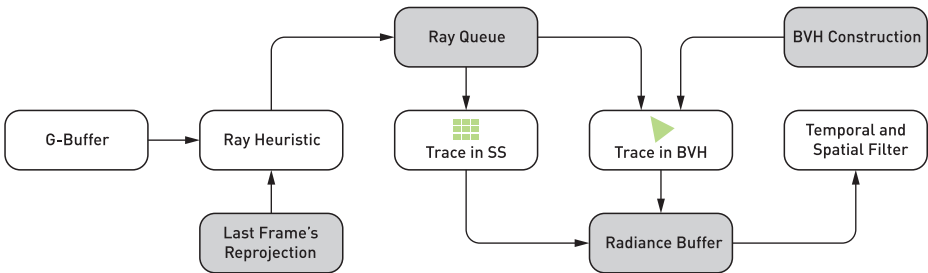 Ray Queue
BVH Construction
G-Buffer
Ray Heuristic
Trace in SS
Trace in BVH
Temporal and
Spatial Filter
Last Frame's
Reprojection
Radiance Buffer